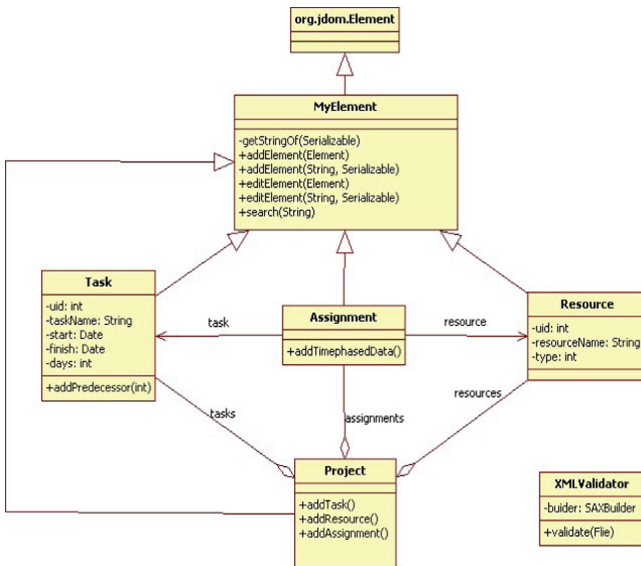 org.jdom.Element
MyElement
-getStringOf(Serializable)
+addElement(Element)
+addElement(String, Serializable)
+editElement(Element)
+editElement(String, Serializable)
+search(String)
Task
-uid: int
-taskName: String
-start: Date
-finish: Date
-days: int
+addPredecessor(int)
task
Assignment
+addTimephasedData()
resource
Resource
-uid: int
-resourceName: String
-type: int
tasks
assignments
resources
Project
+addTask()
+addResource()
+addAssignment()
XMLValidator
-buider: SAXBuilder
+validate(Flie)